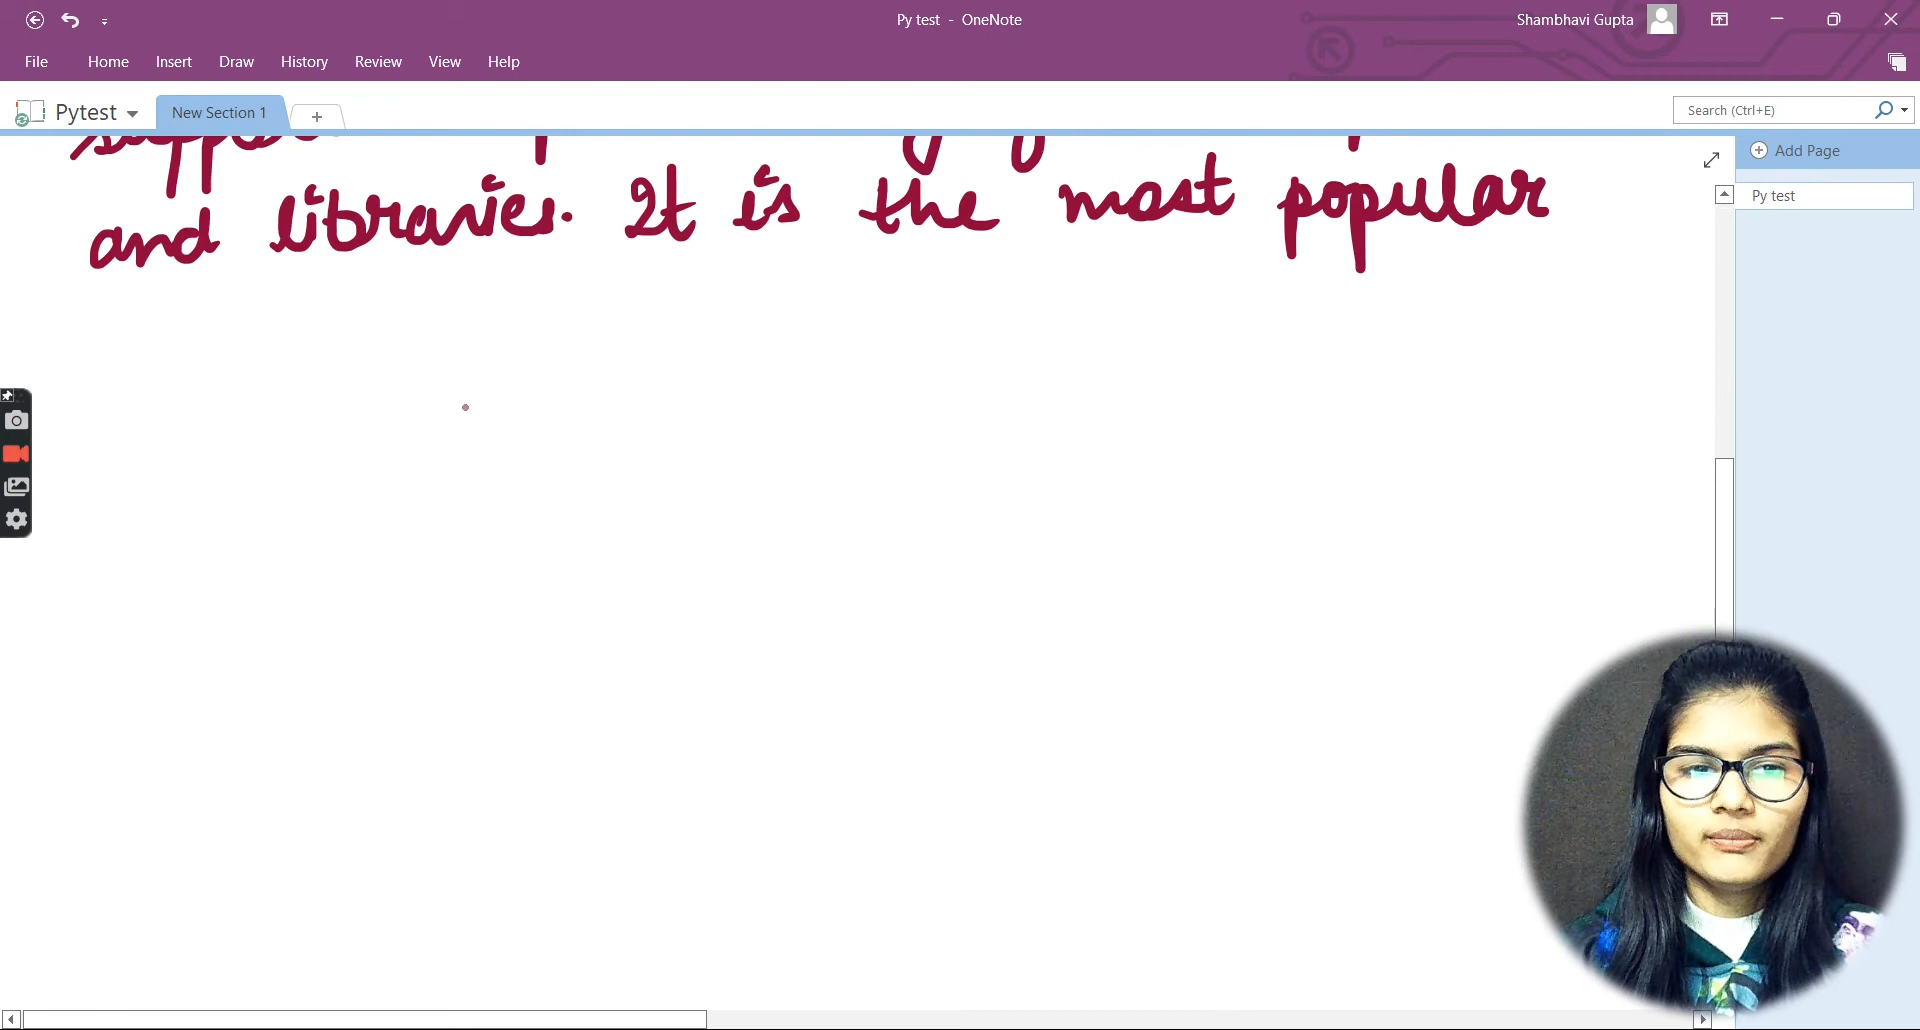 Py test - OneNote
Shambhavi Gupta
File Home Insert Draw History Review View Help
Pytest New Section 1 +
Search (Ctrl+E)
Add Page
and libraries. It is the most popular
Py test